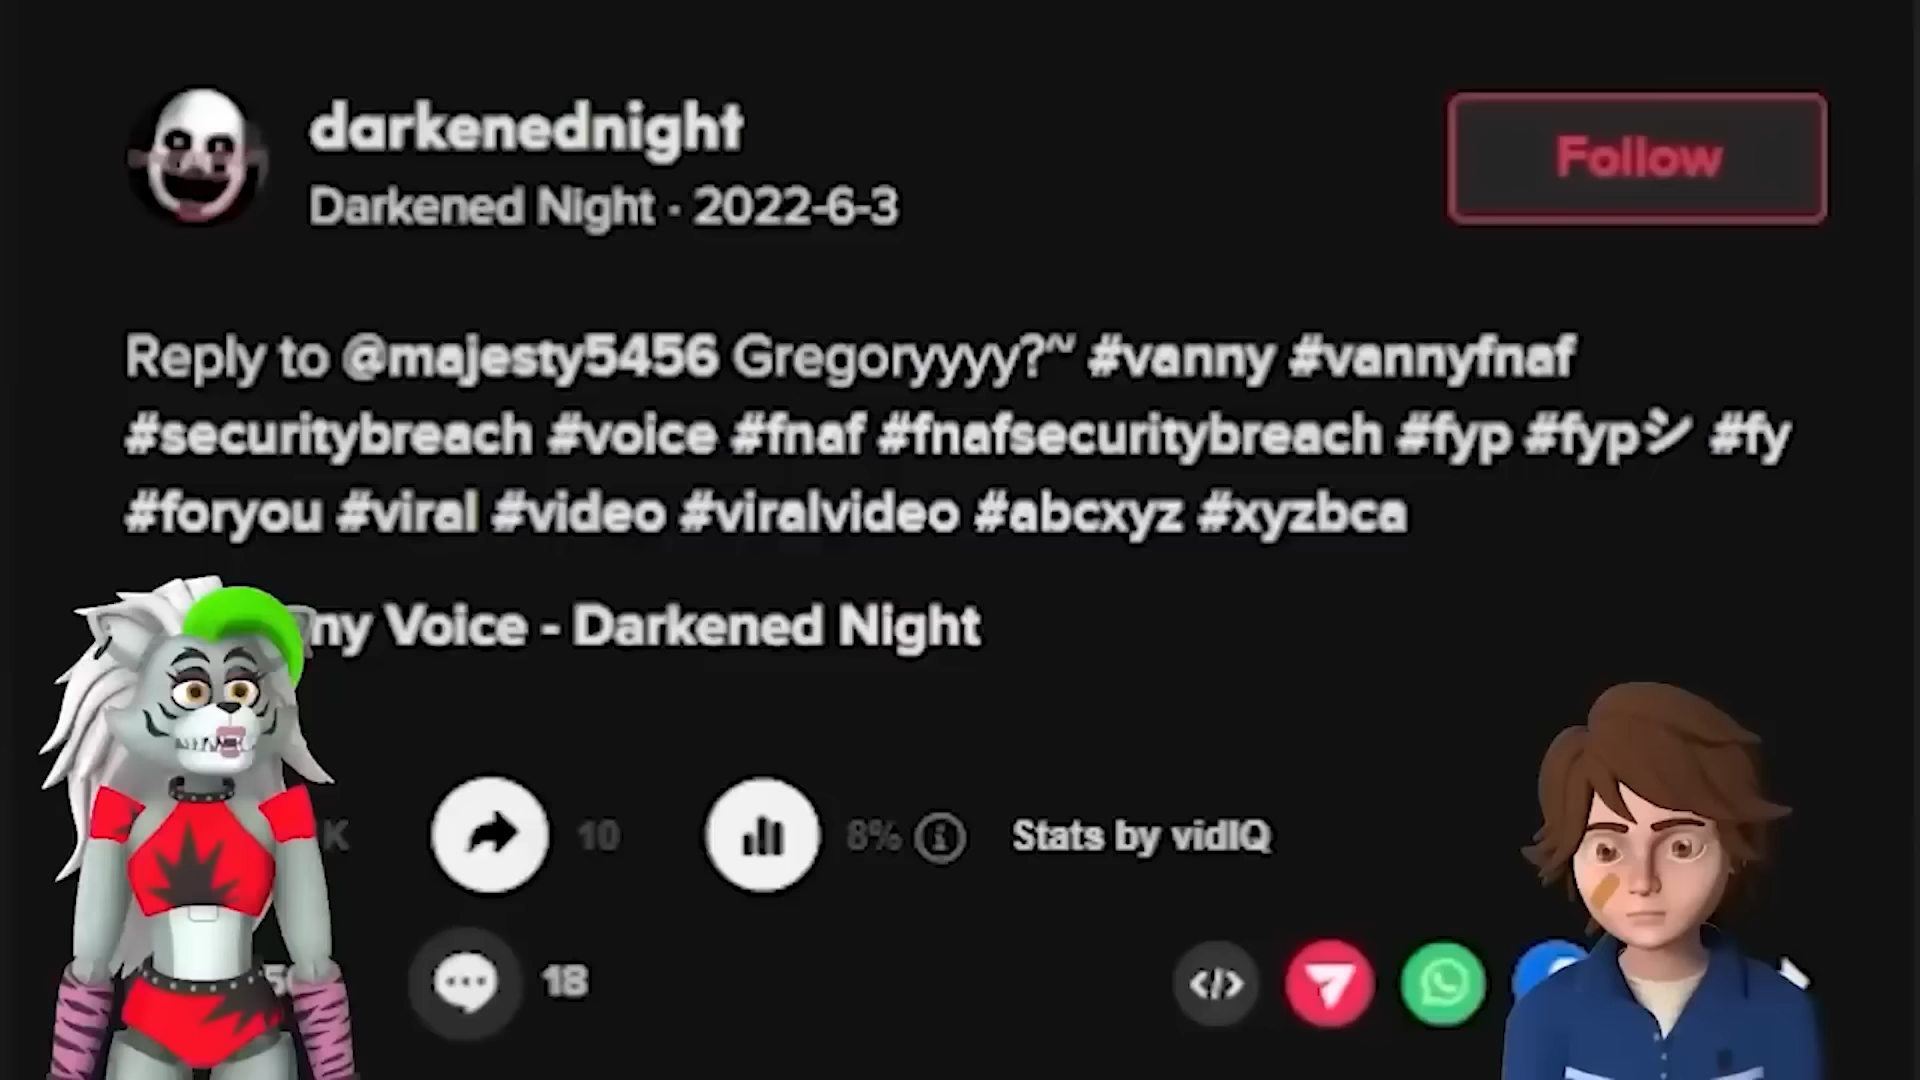 darkenednight
Darkened Night · 2022-6-3
Follow
Reply to @majesty5456 Gregoryyyy?~ #vanny #vannyfnaf
#securitybreach #voice #fnaf #fnafsecuritybreach #fyp #fypシ #fy
#foryou #viral #video #viralvideo #abcxyz #xyzbca
ny Voice - Darkened Night
K
10
8%
Stats by vidIQ
18